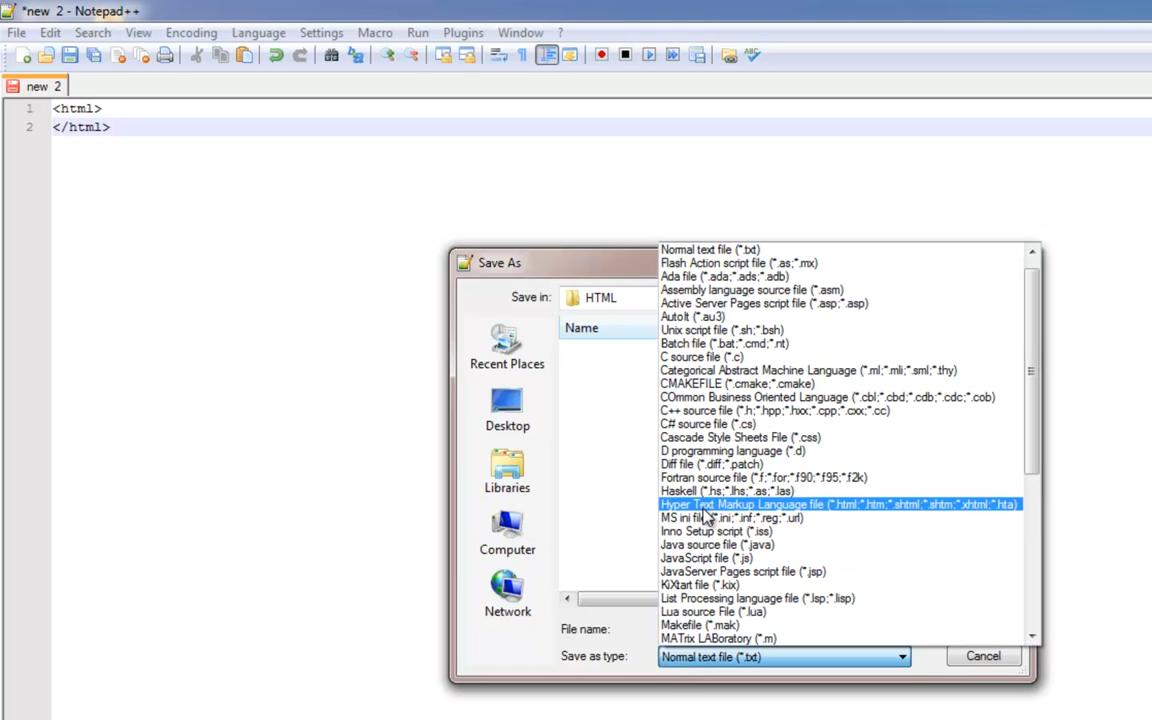 *new 2 - Notepad++
File Edit Search View Encoding Language Settings Macro Run Plugins Window ?
new 2
1 <html>
2 </html>
Save As
Save in: HTML
Name
Recent Places
Desktop
Libraries
Computer
Network
Normal text file (*.txt)
Flash Action script file (*.as;*.mx)
Ada file (*.ada;*.ads;*.adb)
Assembly language source file (*.asm)
Active Server Pages script file (*.asp;*.asp)
AutoIt (*.au3)
Unix script file (*.sh;*.bsh)
Batch file (*.bat;*.cmd;*.nt)
C source file (*.c)
Categorical Abstract Machine Language (*.ml;*.mli;*.sml;*.thy)
CMAKEFILE (*.cmake;*.cmake)
COmmon Business Oriented Language (*.cbl;*.cbd;*.cdb;*.cdc;*.cob)
C++ source file (*.h;*.hpp;*.hxx;*.cpp;*.cxx;*.cc)
C# source file (*.cs)
Cascade Style Sheets File (*.css)
D programming language (*.d)
Diff file (*.diff;*.patch)
Fortran source file (*.f;*.for;*.f90;*.f95;*.f2k)
Haskell (*.hs;*.lhs;*.as;*.las)
Hyper Text Markup Language file (*.html;*.htm;*.shtml;*.shtm;*.xhtml;*.hta)
MS ini file (*.ini;*.inf;*.reg;*.url)
Inno Setup script (*.iss)
Java source file (*.java)
JavaScript file (*.js)
JavaServer Pages script file (*.jsp)
KiXtart file (*.kix)
List Processing language file (*.lsp;*.lisp)
Lua source File (*.lua)
Makefile (*.mak)
MATrix LABoratory (*.m)
File name:
Save as type: Normal text file (*.txt) Cancel